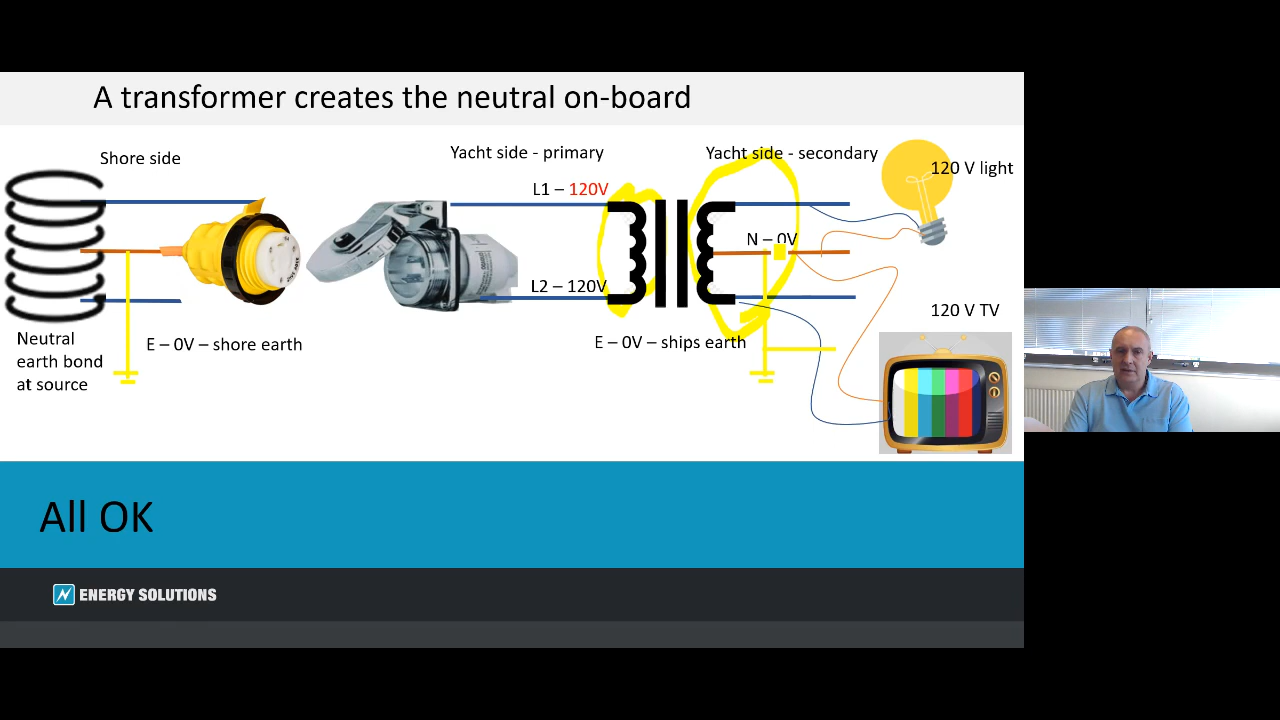 A transformer creates the neutral on-board
Shore side
Yacht side - primary
Yacht side - secondary
120 V light
L1 – 120V
N – 0V
L2 – 120V
120 V TV
Neutral
earth bond
at source
E – 0V – shore earth
E – 0V – ships earth
All OK
ENERGY SOLUTIONS